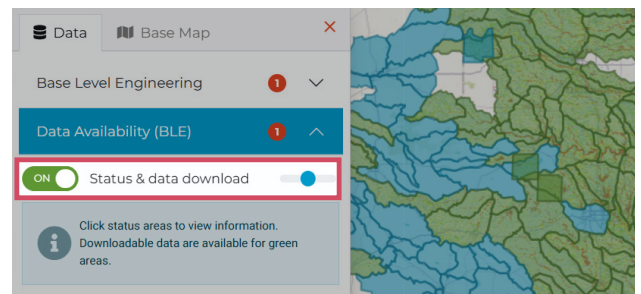 Data Base Map ×
Base Level Engineering 1
Data Availability (BLE) 1
ON Status & data download
i Click status areas to view information.
Downloadable data are available for green
areas.